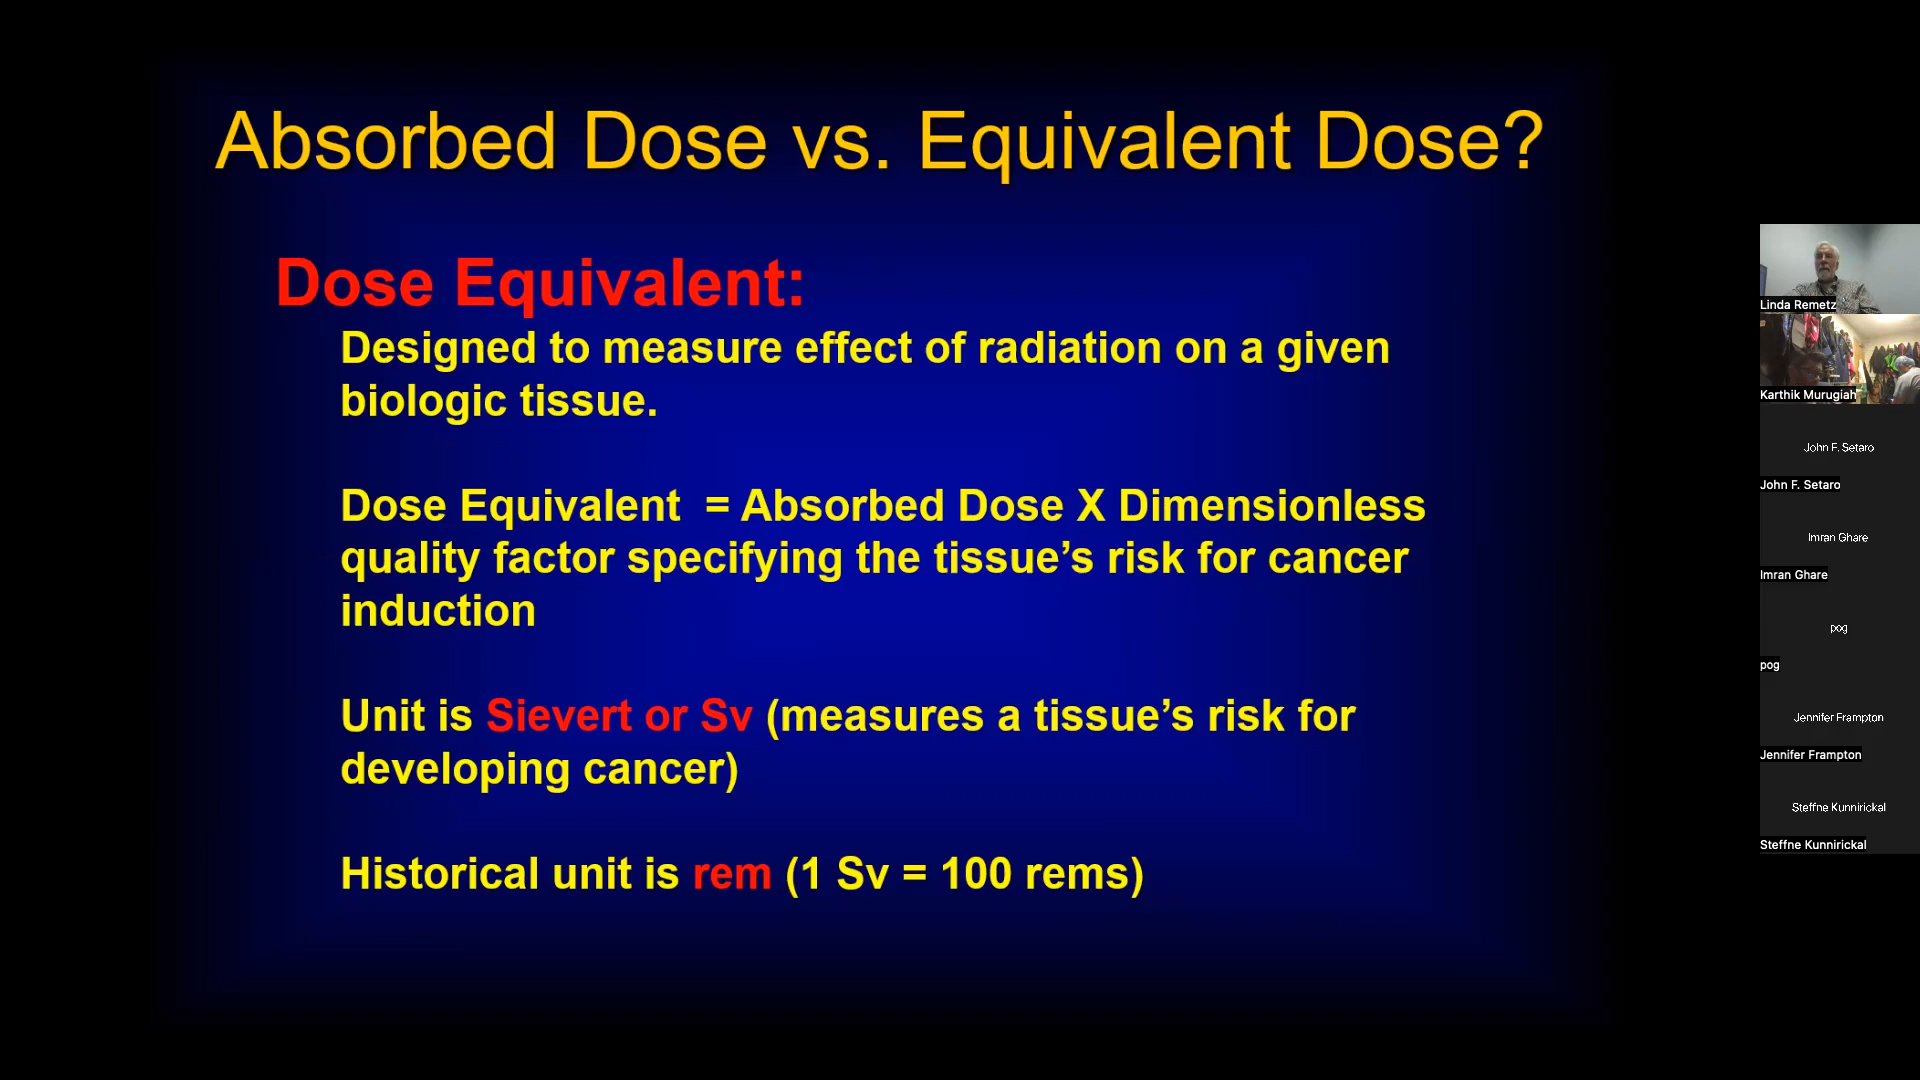 Absorbed Dose vs. Equivalent Dose?
Dose Equivalent:
Designed to measure effect of radiation on a given
biologic tissue.
Dose Equivalent = Absorbed Dose X Dimensionless
quality factor specifying the tissue’s risk for cancer
induction
Unit is Sievert or Sv (measures a tissue’s risk for
developing cancer)
Historical unit is rem (1 Sv = 100 rems)
Linda Remetz
Karthik Murugiah
John F. Setaro
John F. Setaro
Imran Ghare
Imran Ghare
pog
pog
Jennifer Frampton
Jennifer Frampton
Steffne Kunnirickal
Steffne Kunnirickal